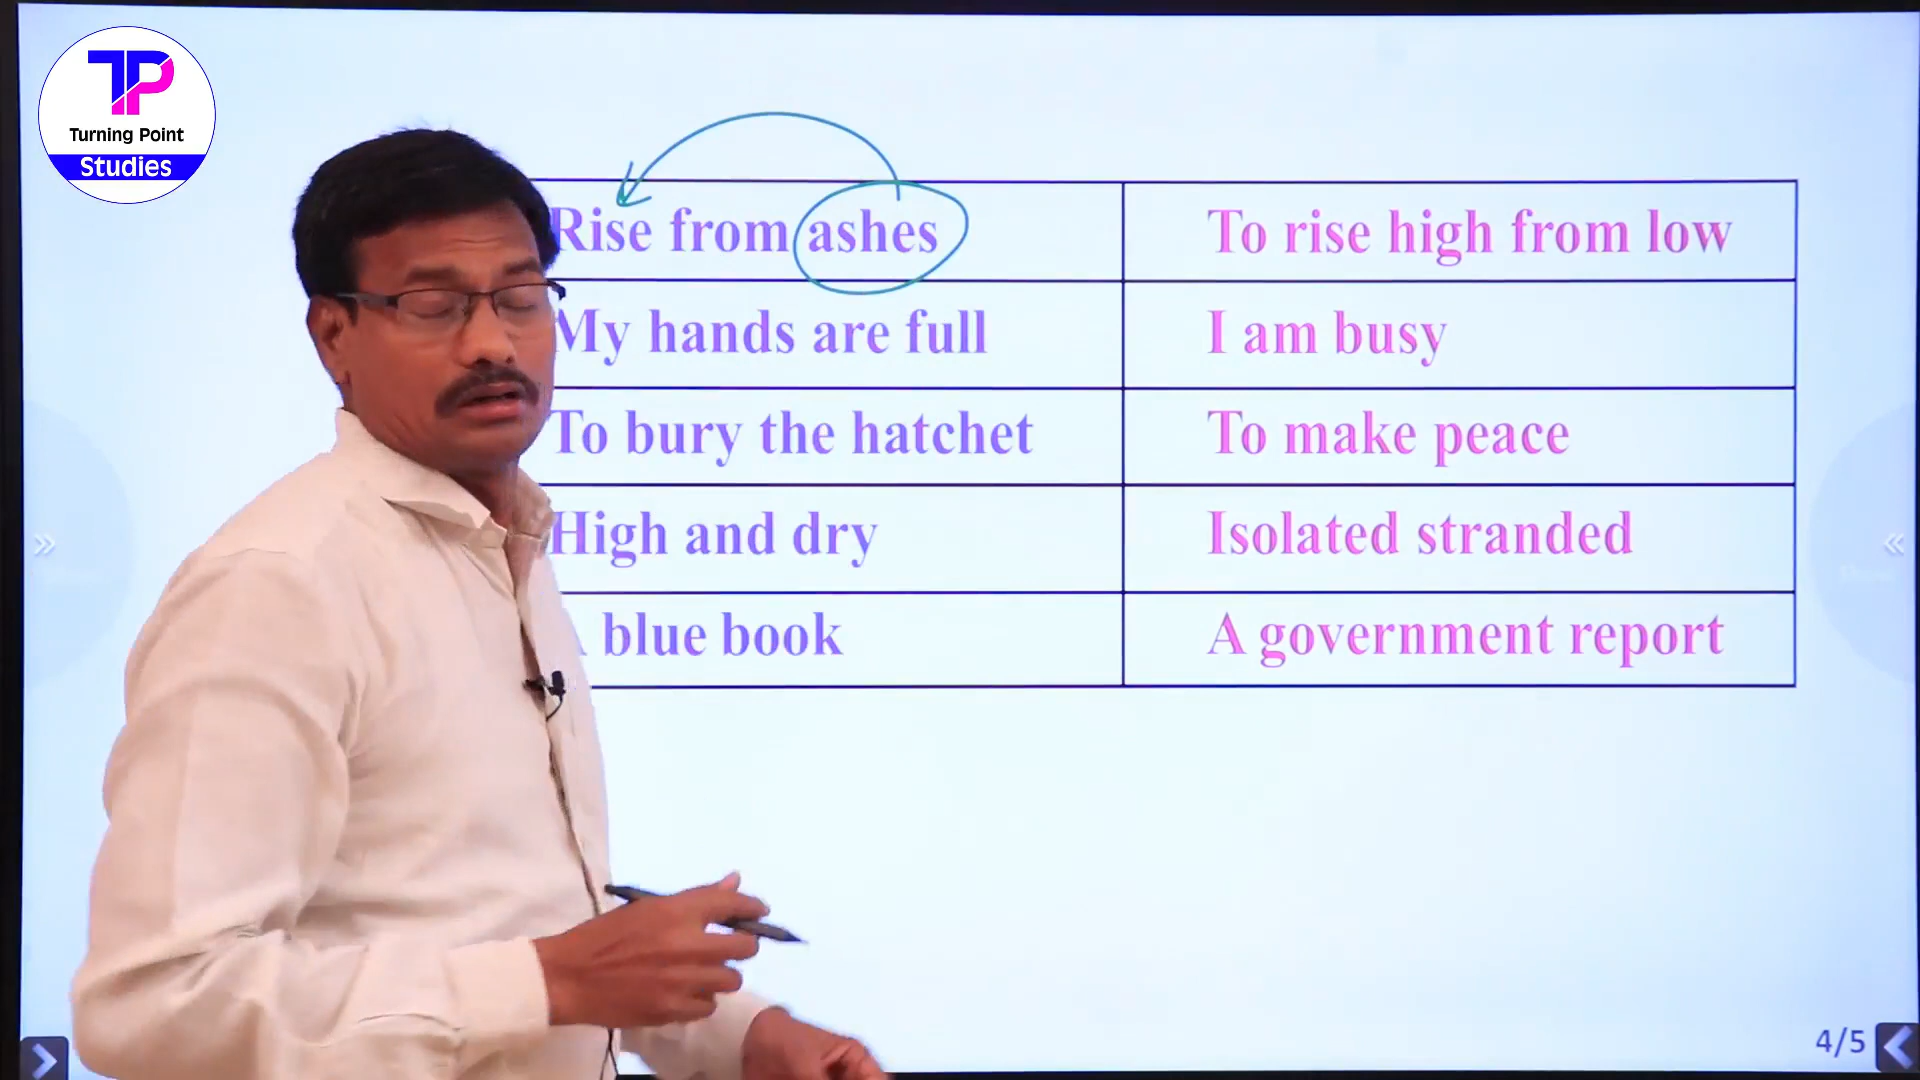 TP
Turning Point
Studies
Rise from ashes
To rise high from low
My hands are full
I am busy
To bury the hatchet
To make peace
High and dry
Isolated stranded
blue book
A government report
4/5